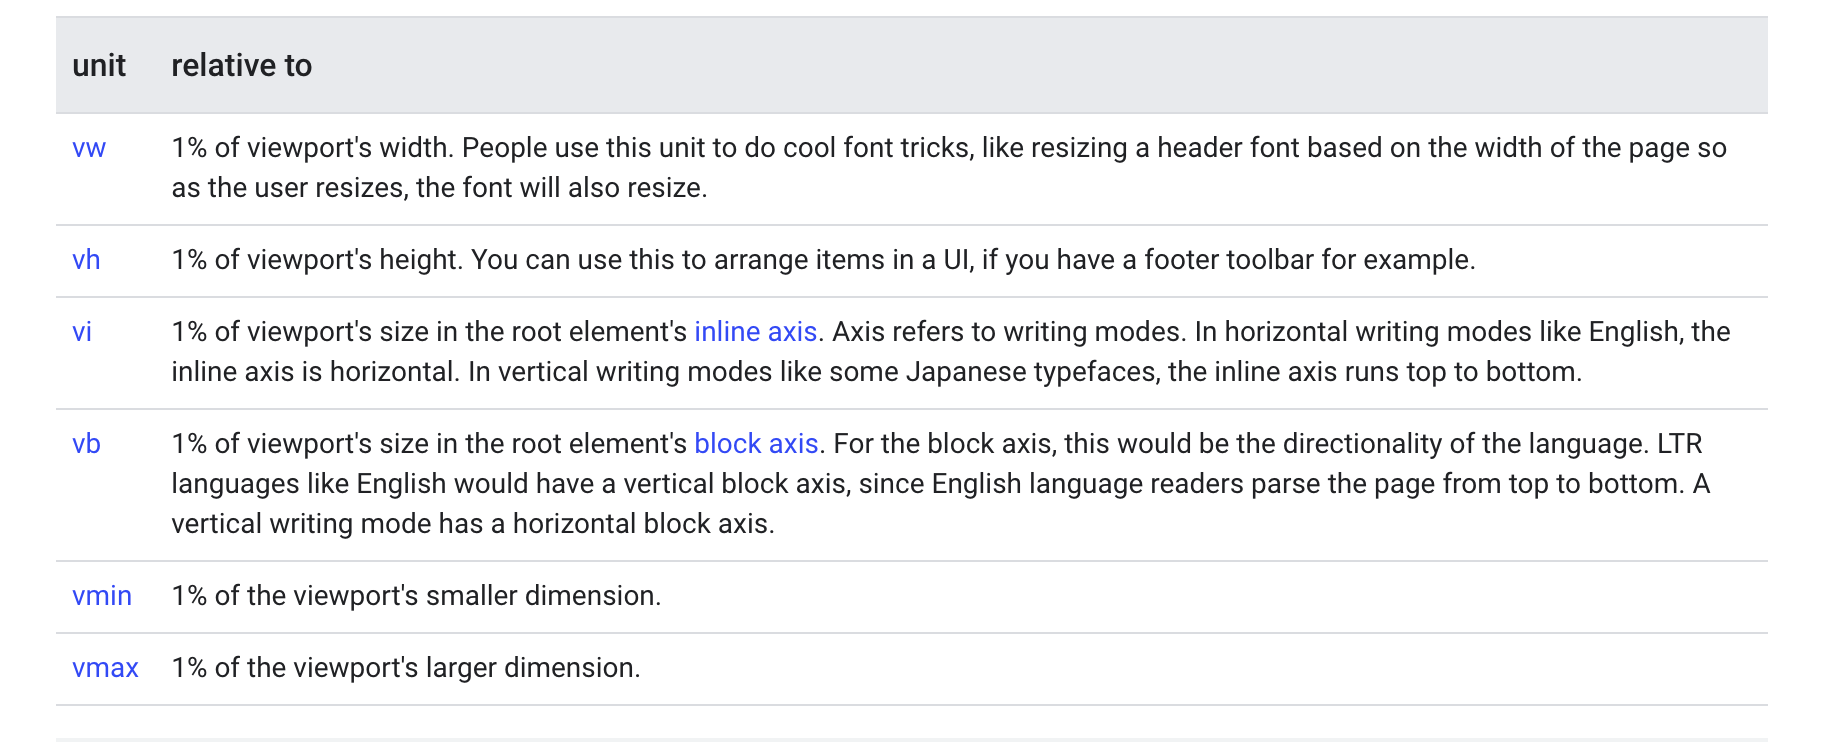 unit relative to
vw 1% of viewport's width. People use this unit to do cool font tricks, like resizing a header font based on the width of the page so
as the user resizes, the font will also resize.
vh 1% of viewport's height. You can use this to arrange items in a UI, if you have a footer toolbar for example.
vi 1% of viewport's size in the root element's inline axis. Axis refers to writing modes. In horizontal writing modes like English, the
inline axis is horizontal. In vertical writing modes like some Japanese typefaces, the inline axis runs top to bottom.
vb 1% of viewport's size in the root element's block axis. For the block axis, this would be the directionality of the language. LTR
languages like English would have a vertical block axis, since English language readers parse the page from top to bottom. A
vertical writing mode has a horizontal block axis.
vmin 1% of the viewport's smaller dimension.
vmax 1% of the viewport's larger dimension.